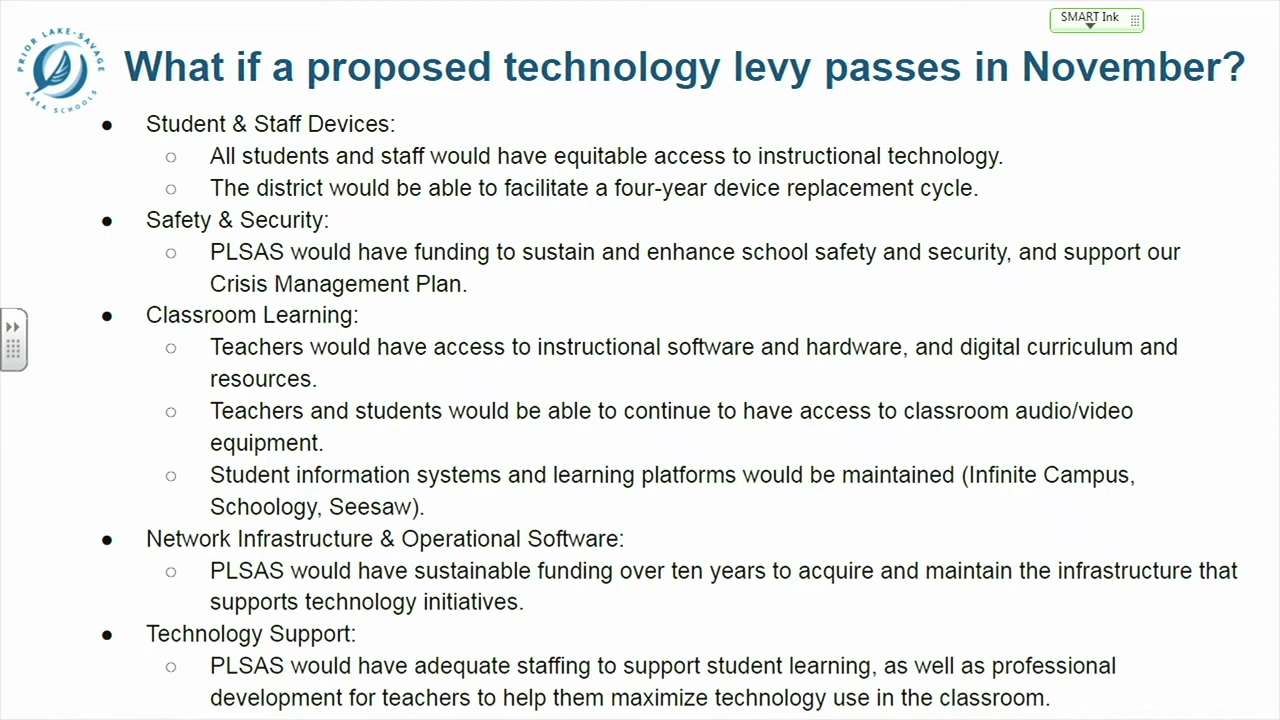 SMART Ink
PRIOR LAKE-SAVAGE
AREA SCHOOLS
What if a proposed technology levy passes in November?
● Student & Staff Devices:
○ All students and staff would have equitable access to instructional technology.
○ The district would be able to facilitate a four-year device replacement cycle.
● Safety & Security:
○ PLSAS would have funding to sustain and enhance school safety and security, and support our
Crisis Management Plan.
● Classroom Learning:
○ Teachers would have access to instructional software and hardware, and digital curriculum and
resources.
○ Teachers and students would be able to continue to have access to classroom audio/video
equipment.
○ Student information systems and learning platforms would be maintained (Infinite Campus,
Schoology, Seesaw).
● Network Infrastructure & Operational Software:
○ PLSAS would have sustainable funding over ten years to acquire and maintain the infrastructure that
supports technology initiatives.
● Technology Support:
○ PLSAS would have adequate staffing to support student learning, as well as professional
development for teachers to help them maximize technology use in the classroom.